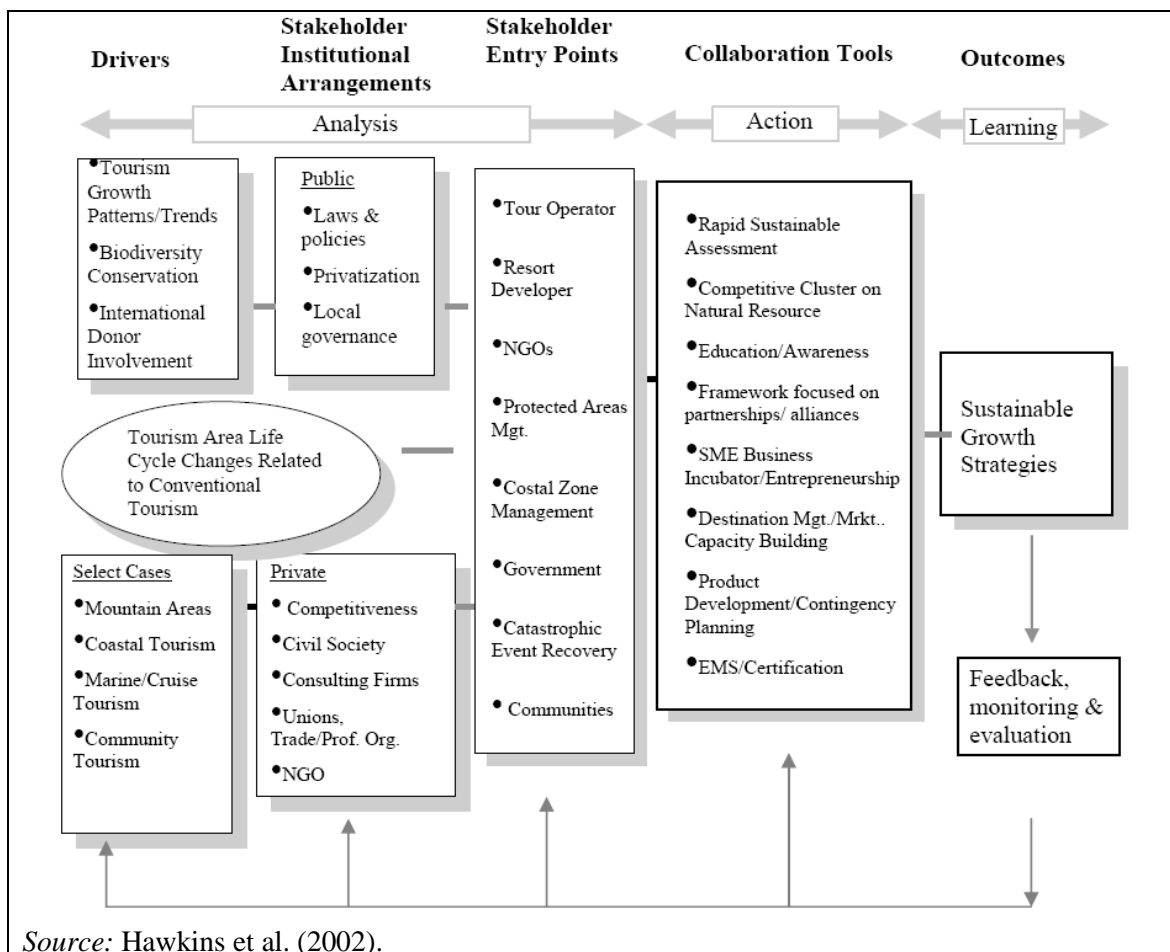 Drivers
Stakeholder
Institutional
Arrangements
Stakeholder
Entry Points
Collaboration Tools
Outcomes
Analysis
Action
Learning
•Tourism
Growth
Patterns/Trends
•Biodiversity
Conservation
•International
Donor
Involvement
Public
•Laws &
policies
•Privatization
•Local
governance
Tourism Area Life
Cycle Changes Related
to Conventional
Tourism
Select Cases
•Mountain Areas
•Coastal Tourism
•Marine/Cruise
Tourism
•Community
Tourism
Private
• Competitiveness
•Civil Society
•Consulting Firms
•Unions,
Trade/Prof. Org.
•NGO
•Tour Operator
•Resort
Developer
•NGOs
•Protected Areas
Mgt.
•Costal Zone
Management
•Government
•Catastrophic
Event Recovery
• Communities
•Rapid Sustainable
Assessment
•Competitive Cluster on
Natural Resource
•Education/Awareness
•Framework focused on
partnerships/ alliances
•SME Business
Incubator/Entrepreneurship
•Destination Mgt./Mrkt..
Capacity Building
•Product
Development/Contingency
Planning
•EMS/Certification
Sustainable
Growth
Strategies
Feedback,
monitoring &
evaluation
Source: Hawkins et al. (2002).